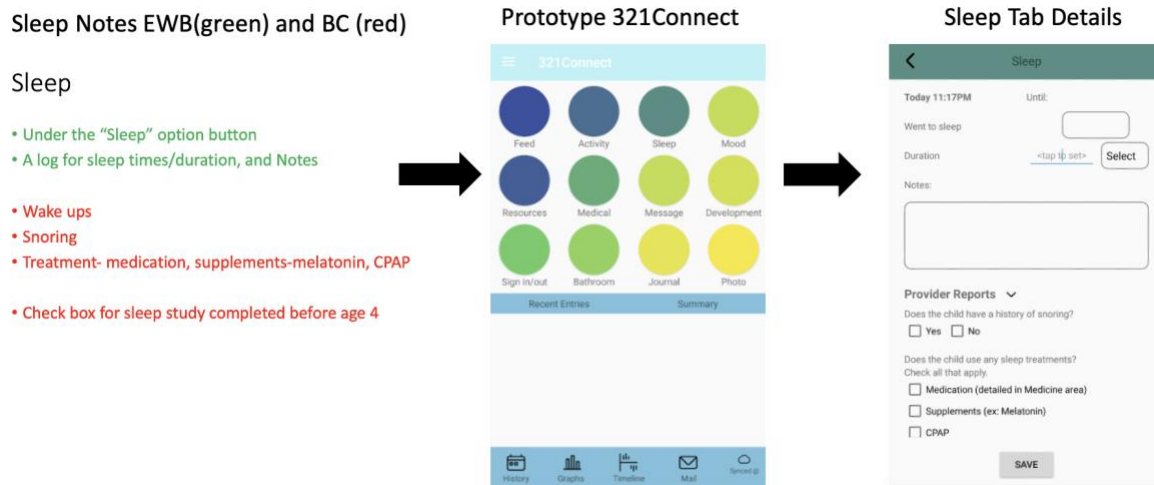 Sleep Notes EWB(green) and BC (red)
Sleep
• Under the “Sleep” option button
• A log for sleep times/duration, and Notes
• Wake ups
• Snoring
• Treatment- medication, supplements-melatonin, CPAP
• Check box for sleep study completed before age 4
Prototype 321Connect
321Connect
Feed Activity Sleep Mood
Resources Medical Message Development
Sign in/out Bathroom Journal Photo
Recent Entries Summary
History Graphs Timeline Mail Synced @
Sleep Tab Details
Sleep
Today 11:17PM Until:
Went to sleep
Duration <tap to set> Select
Notes:
Provider Reports
Does the child have a history of snoring?
Yes No
Does the child use any sleep treatments?
Check all that apply.
Medication (detailed in Medicine area)
Supplements (ex: Melatonin)
CPAP
SAVE